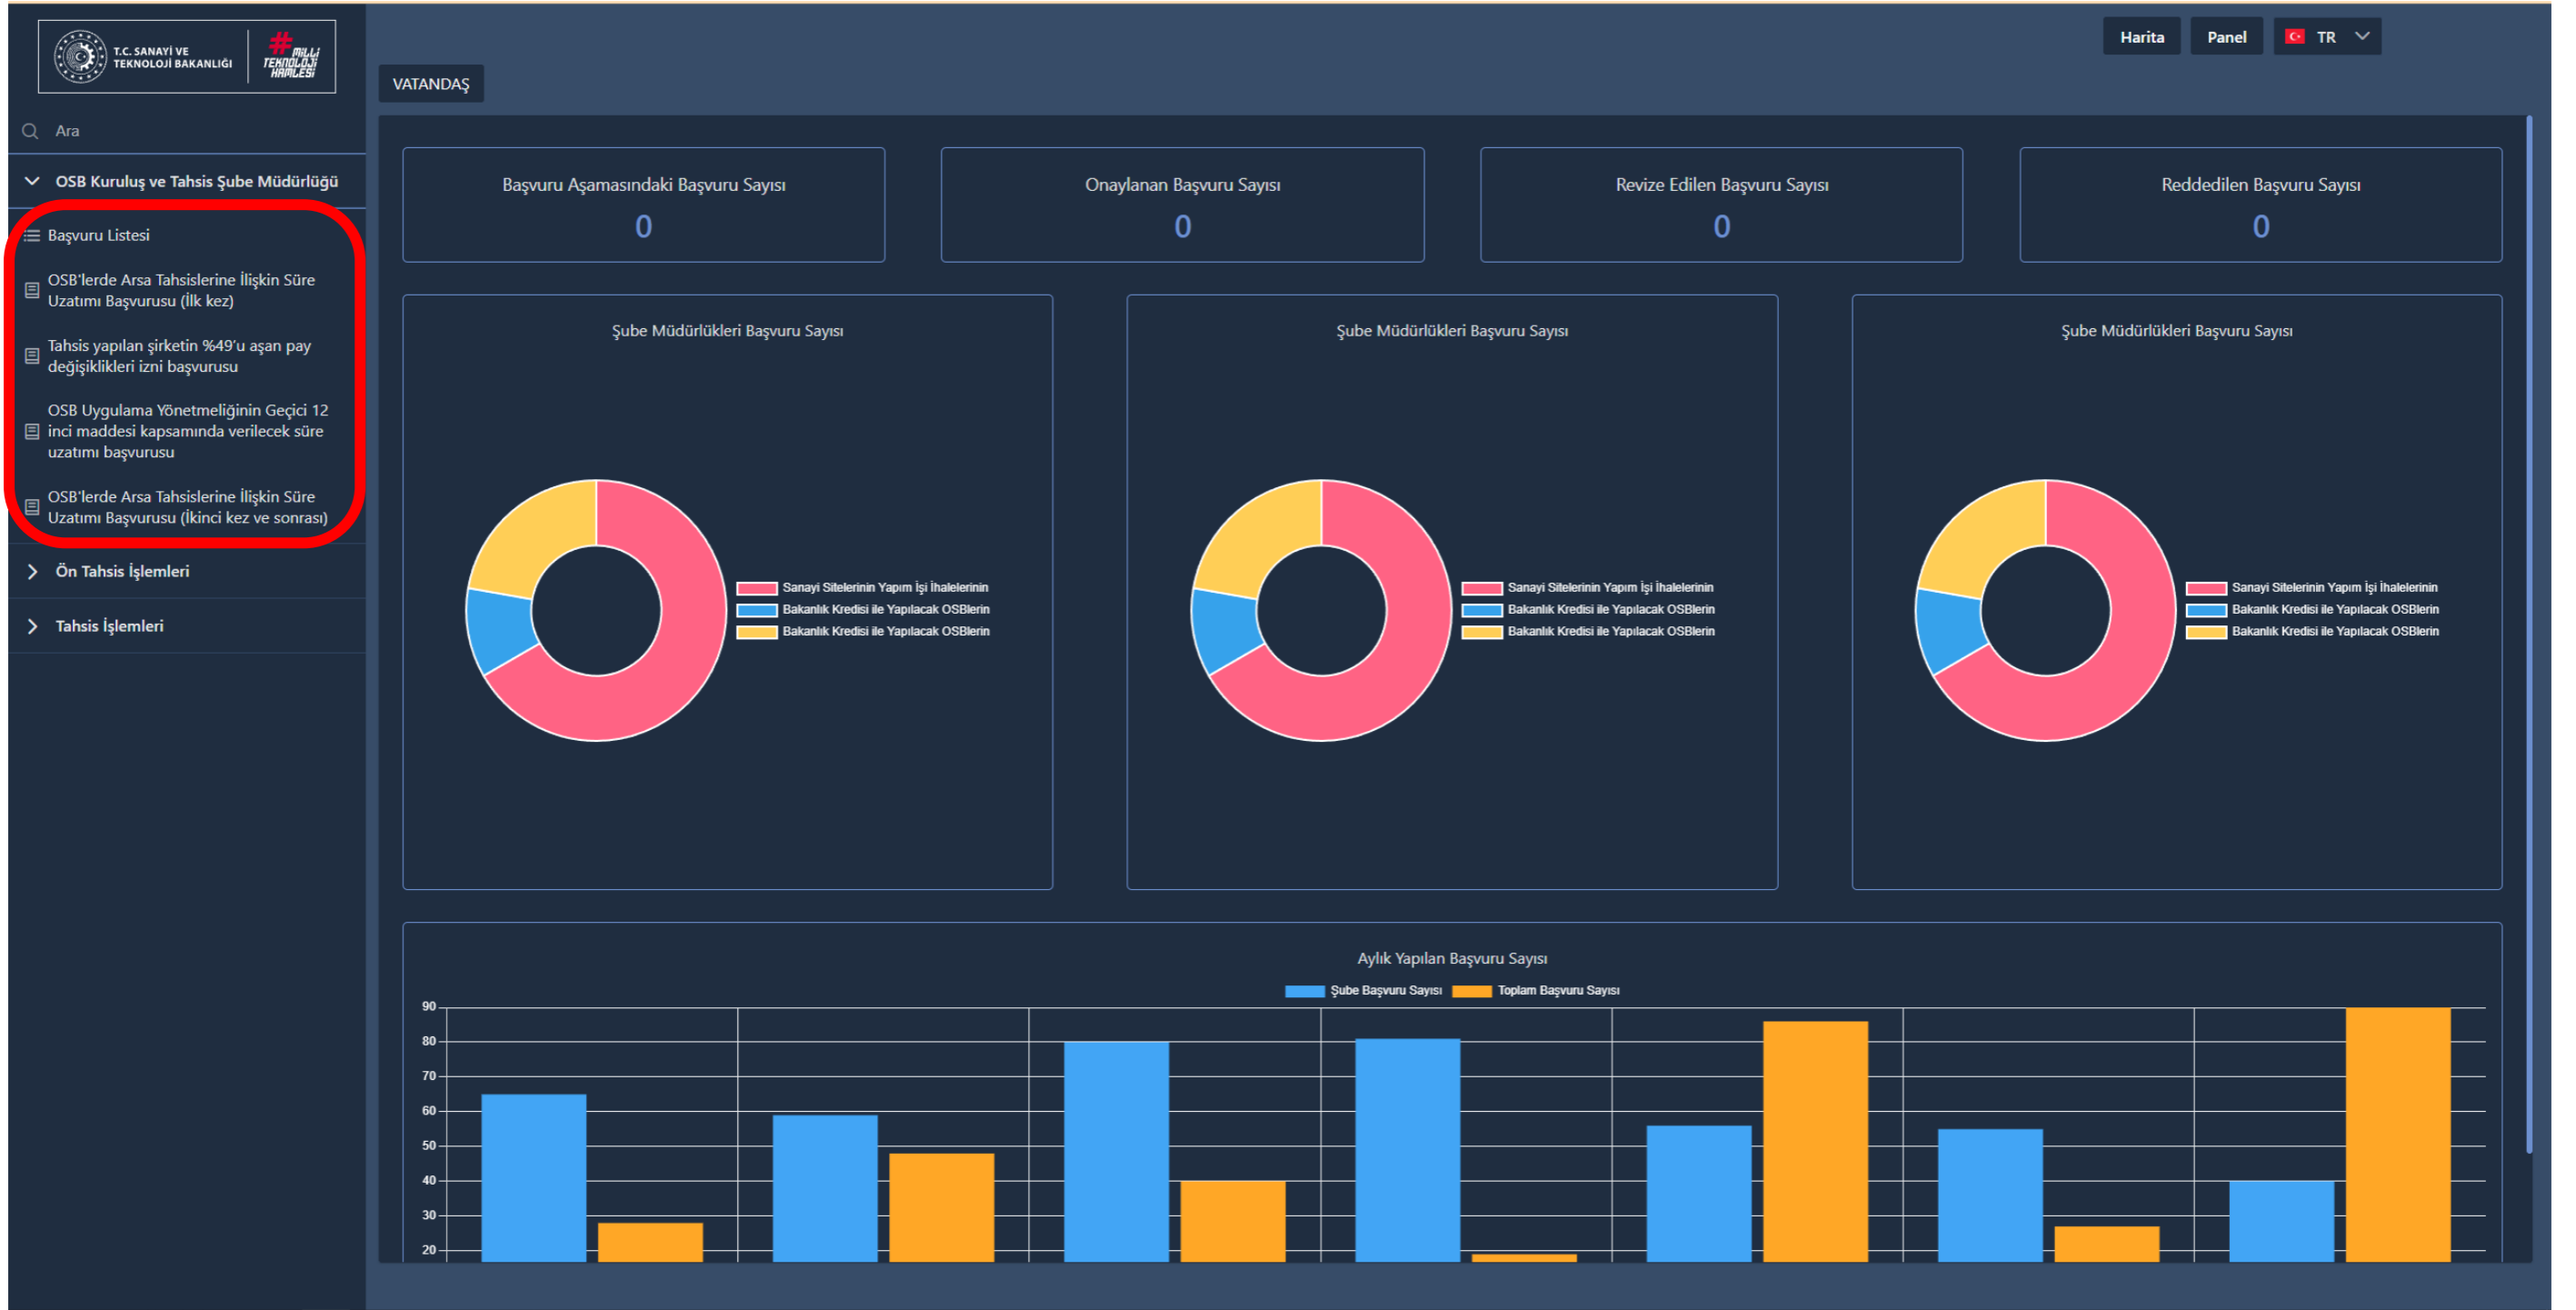 T.C. SANAYİ VE
TEKNOLOJİ BAKANLIĞI
#MİLLİ
TEKNOLOJİ
HAMLESİ
Harita
Panel
TR
VATANDAŞ
Ara
OSB Kuruluş ve Tahsis Şube Müdürlüğü
Başvuru Listesi
OSB'lerde Arsa Tahsislerine İlişkin Süre
Uzatımı Başvurusu (İlk kez)
Tahsis yapılan şirketin %49'u aşan pay
değişiklikleri izni başvurusu
OSB Uygulama Yönetmeliğinin Geçici 12
inci maddesi kapsamında verilecek süre
uzatımı başvurusu
OSB'lerde Arsa Tahsislerine İlişkin Süre
Uzatımı Başvurusu (İkinci kez ve sonrası)
Ön Tahsis İşlemleri
Tahsis İşlemleri
Başvuru Aşamasındaki Başvuru Sayısı
0
Onaylanan Başvuru Sayısı
0
Revize Edilen Başvuru Sayısı
0
Reddedilen Başvuru Sayısı
0
Şube Müdürlükleri Başvuru Sayısı
Sanayi Sitelerinin Yapım İşi İhalelerinin
Bakanlık Kredisi ile Yapılacak OSBlerin
Bakanlık Kredisi ile Yapılacak OSBlerin
Şube Müdürlükleri Başvuru Sayısı
Sanayi Sitelerinin Yapım İşi İhalelerinin
Bakanlık Kredisi ile Yapılacak OSBlerin
Bakanlık Kredisi ile Yapılacak OSBlerin
Şube Müdürlükleri Başvuru Sayısı
Sanayi Sitelerinin Yapım İşi İhalelerinin
Bakanlık Kredisi ile Yapılacak OSBlerin
Bakanlık Kredisi ile Yapılacak OSBlerin
Aylık Yapılan Başvuru Sayısı
Şube Başvuru Sayısı
Toplam Başvuru Sayısı
90
80
70
60
50
40
30
20